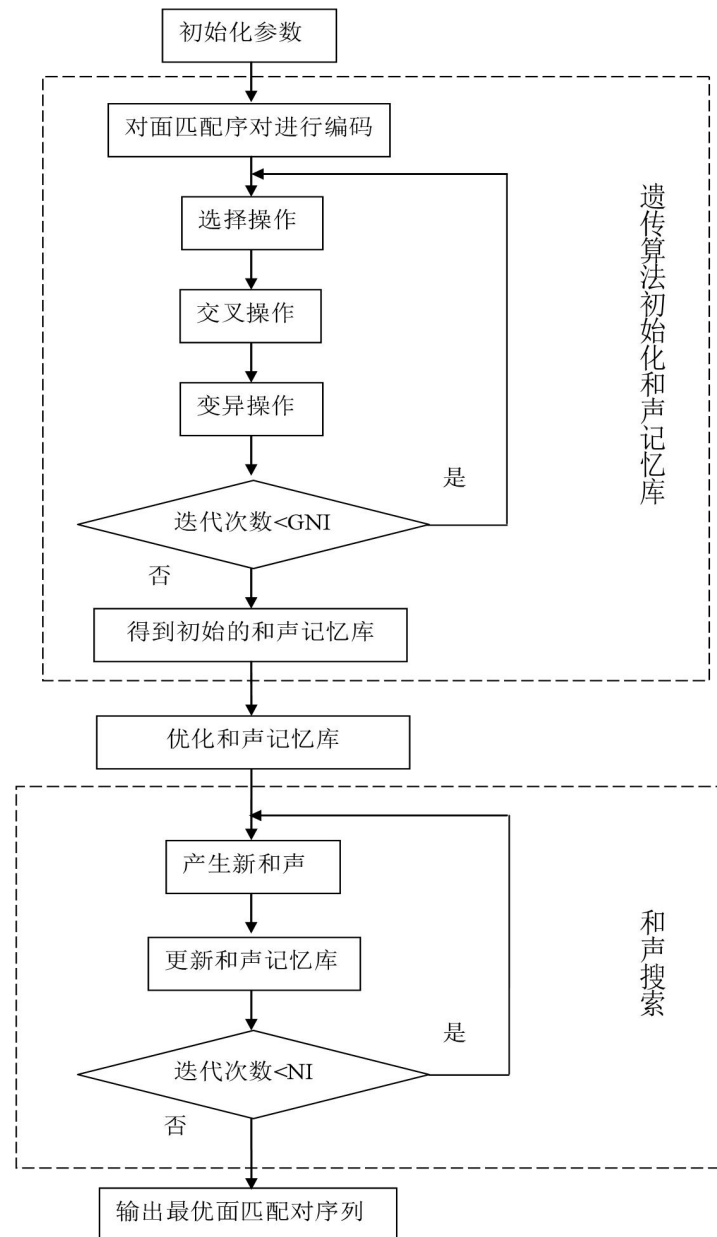 初始化参数
对面匹配序对进行编码
选择操作
交叉操作
变异操作
是
迭代次数<GNI
否
得到初始的和声记忆库
遗传算法初始化和声记忆库
优化和声记忆库
产生新和声
更新和声记忆库
是
迭代次数<NI
否
和声搜索
输出最优面匹配对序列